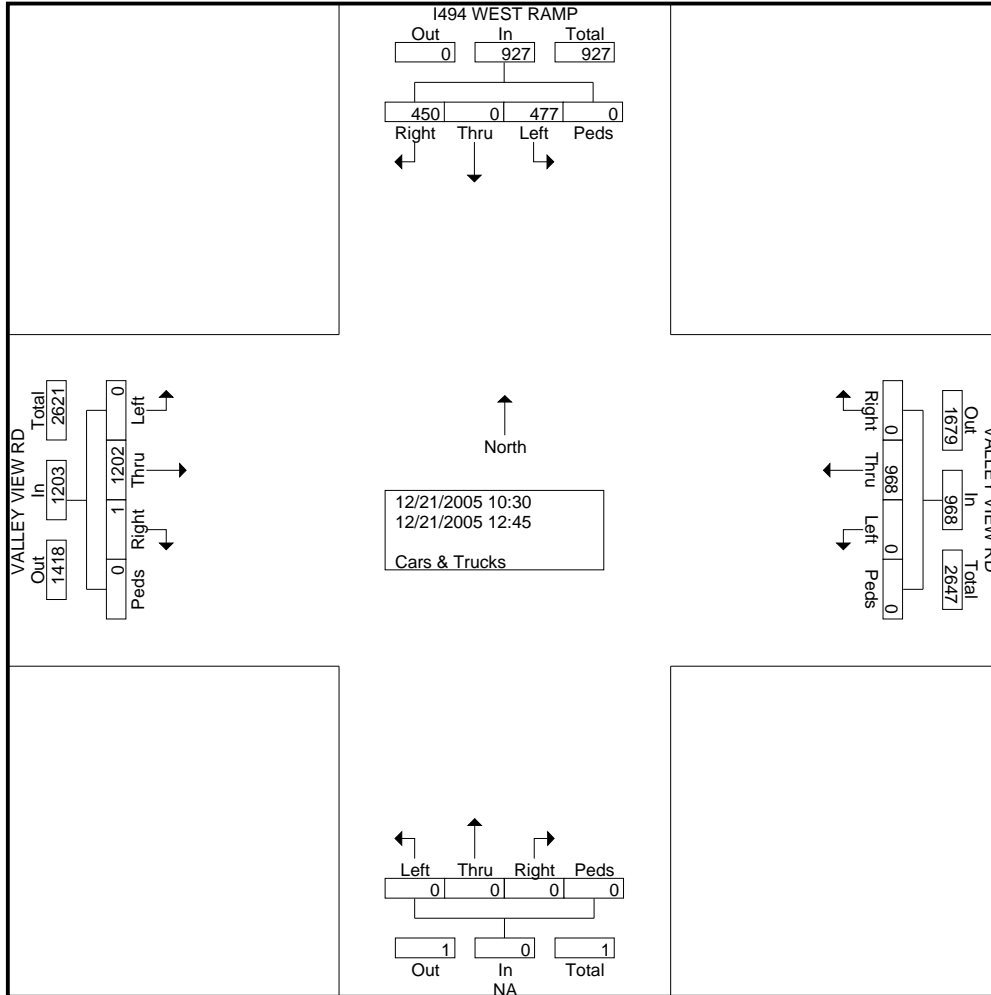 I494 WEST RAMP
Out In Total
0 927 927
450 0 477 0
Right Thru Left Peds
VALLEY VIEW RD
Total In Out
2621 1203 1418
0 1202 1 0
Left Thru Right Peds
North
12/21/2005 10:30
12/21/2005 12:45
Cars & Trucks
VALLEY VIEW RD
Out In Total
1679 968 2647
0 968 0 0
Right Thru Left Peds
Left Thru Right Peds
0 0 0 0
1 0 1
Out In Total
NA